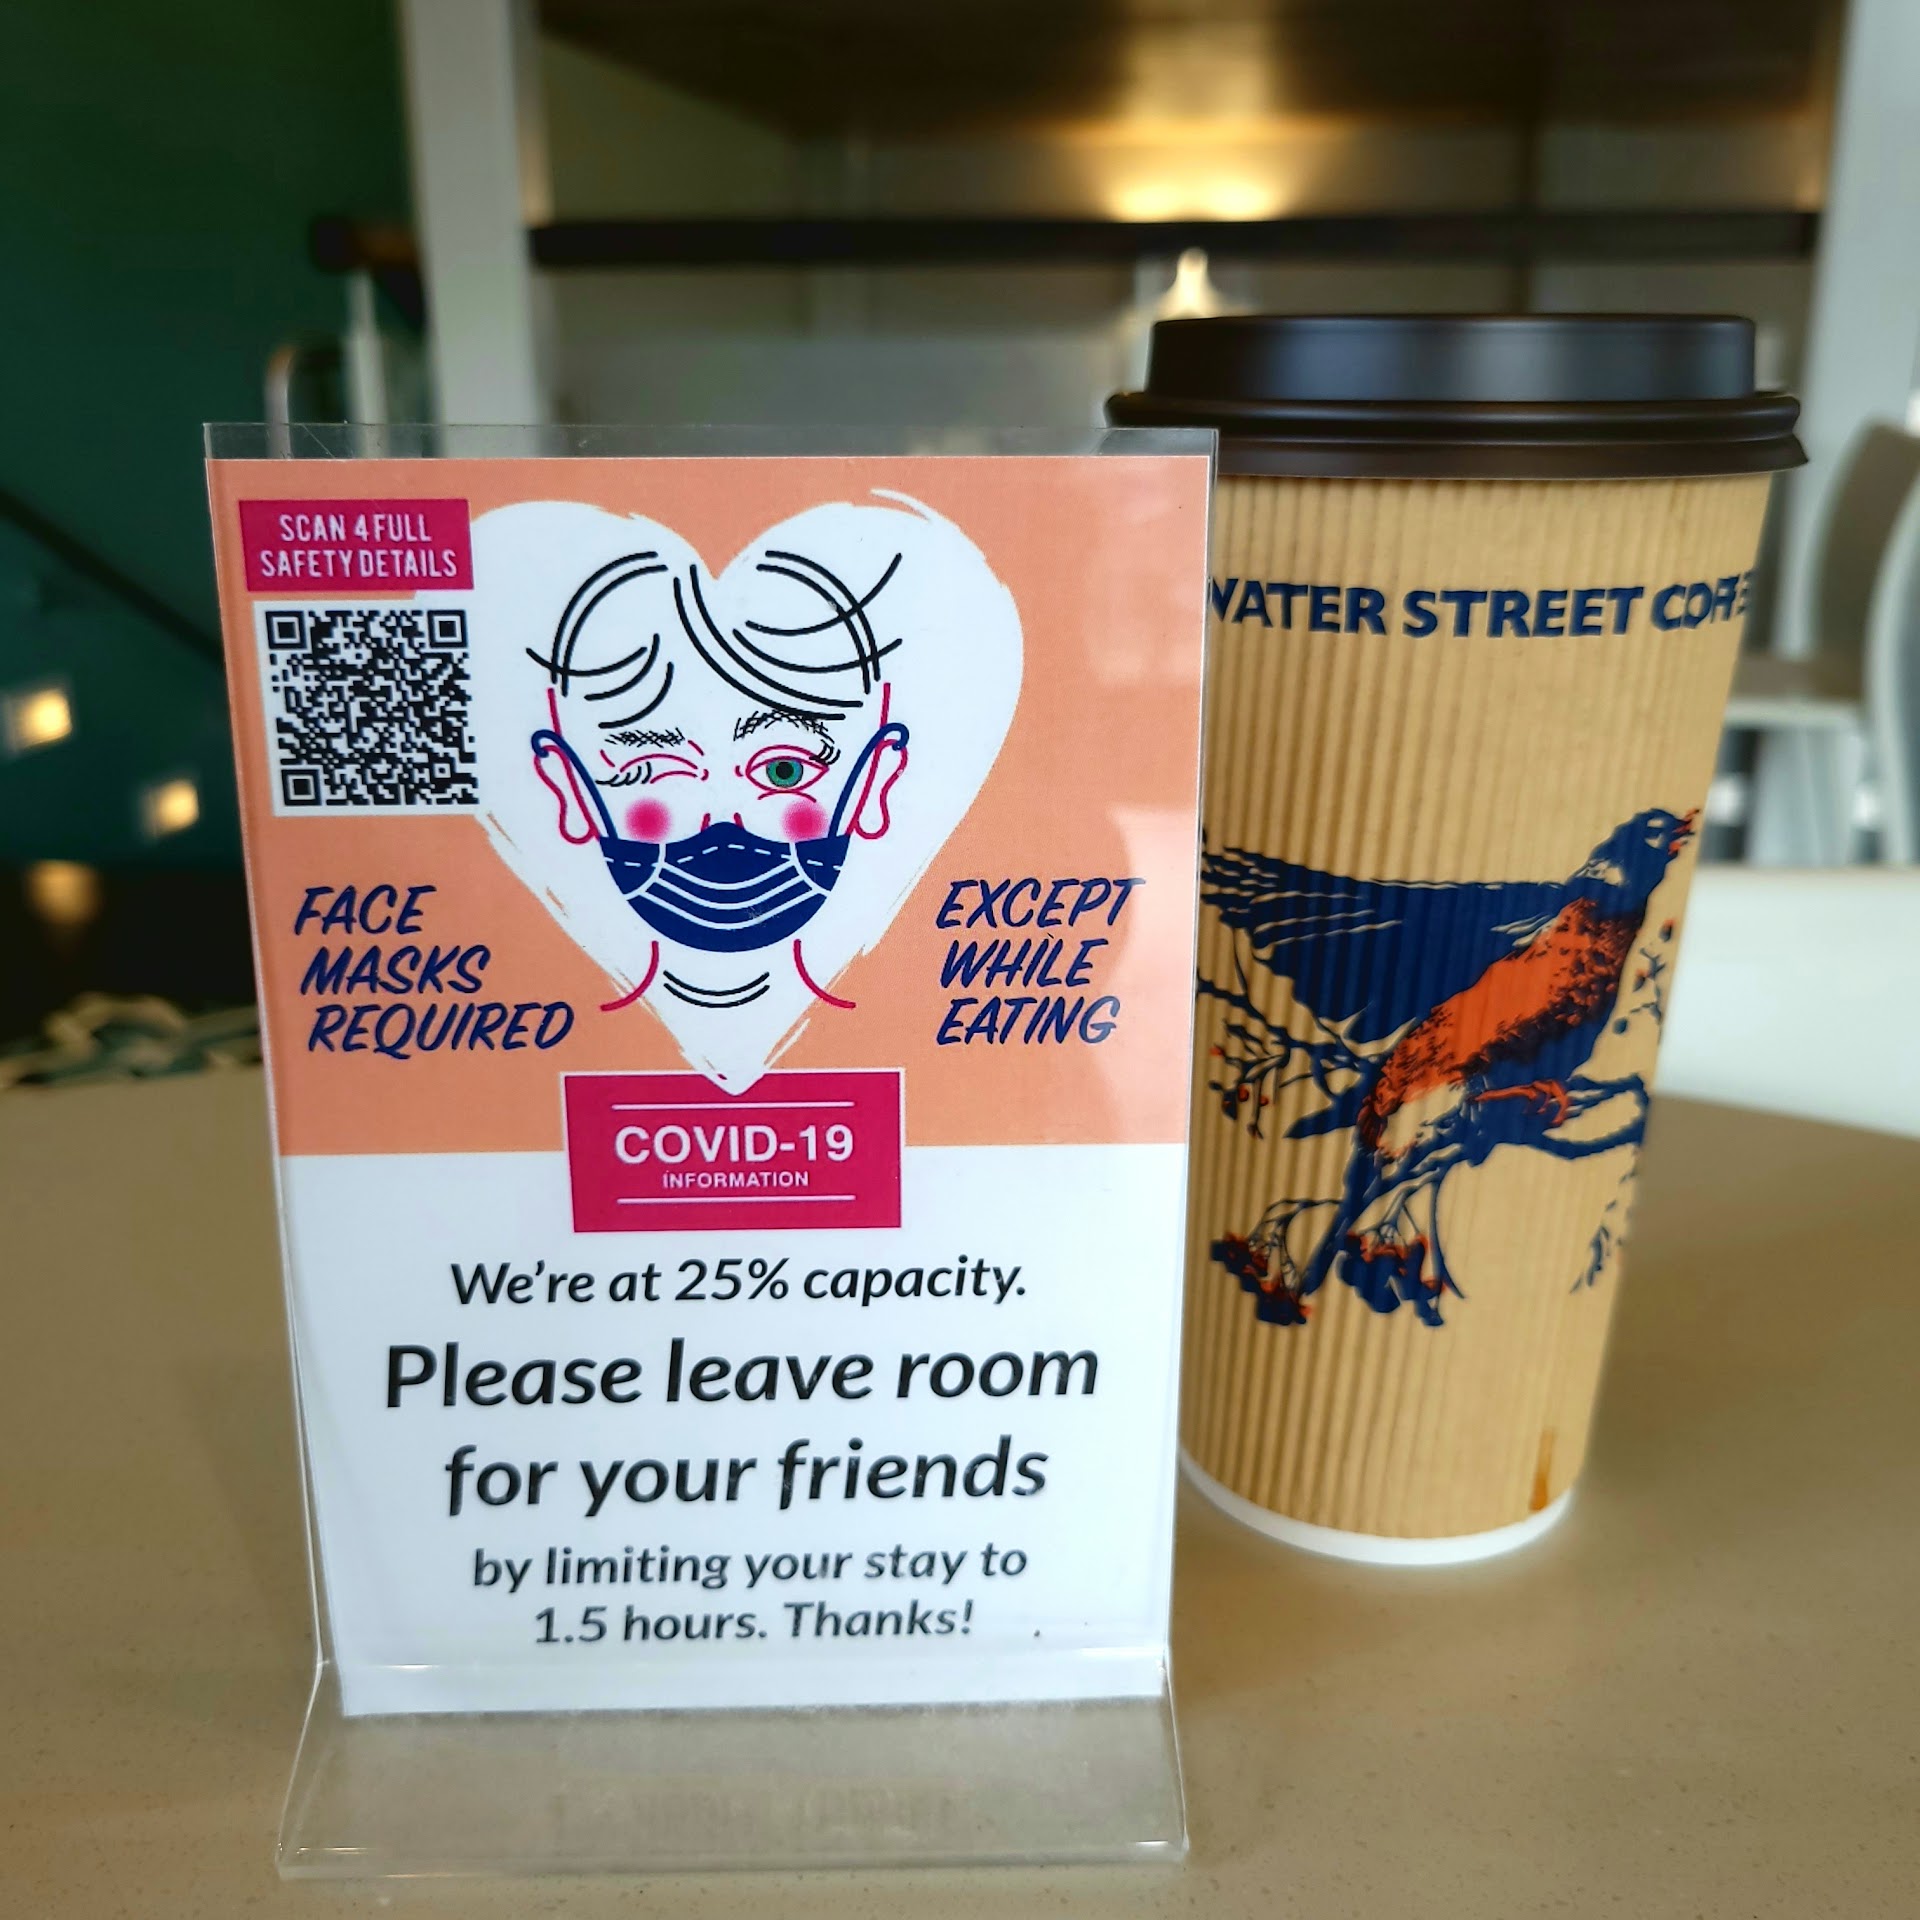 SCAN 4 FULL
SAFETY DETAILS
FACE
MASKS
REQUIRED
EXCEPT
WHILE
EATING
COVID-19
INFORMATION
We're at 25% capacity.
Please leave room
for your friends
by limiting your stay to
1.5 hours. Thanks!
WATER STREET COFFE